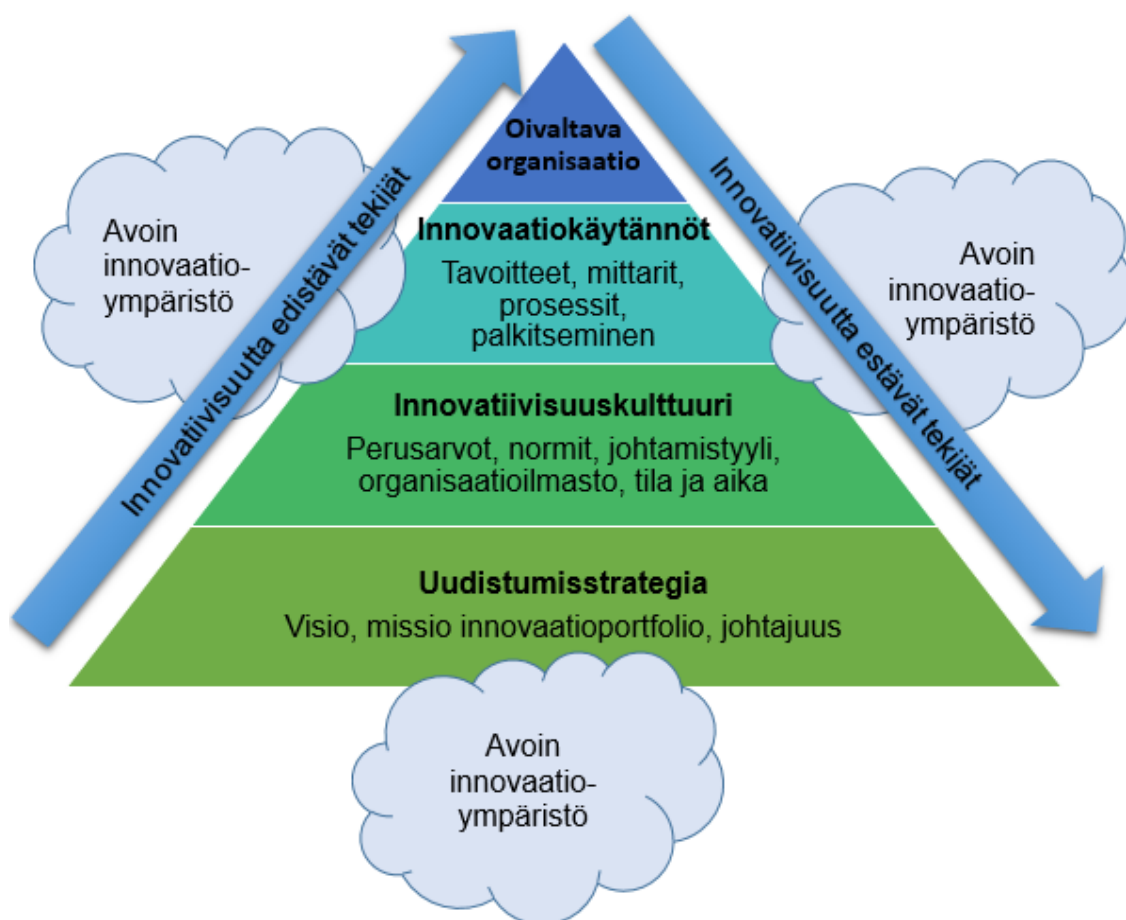 Oivaltava
organisaatio
Innovaatiokäytännöt
Tavoitteet, mittarit,
prosessit,
palkitseminen
Innovatiivisuuskulttuuri
Perusarvot, normit, johtamistyyli,
organisaatioilmasto, tila ja aika
Uudistumisstrategia
Visio, missio innovaatioportfolio, johtajuus
Innovatiivisuutta edistävät tekijät
Innovatiivisuutta estävät tekijät
Avoin
innovaatio-
ympäristö
Avoin
innovaatio-
ympäristö
Avoin
innovaatio-
ympäristö